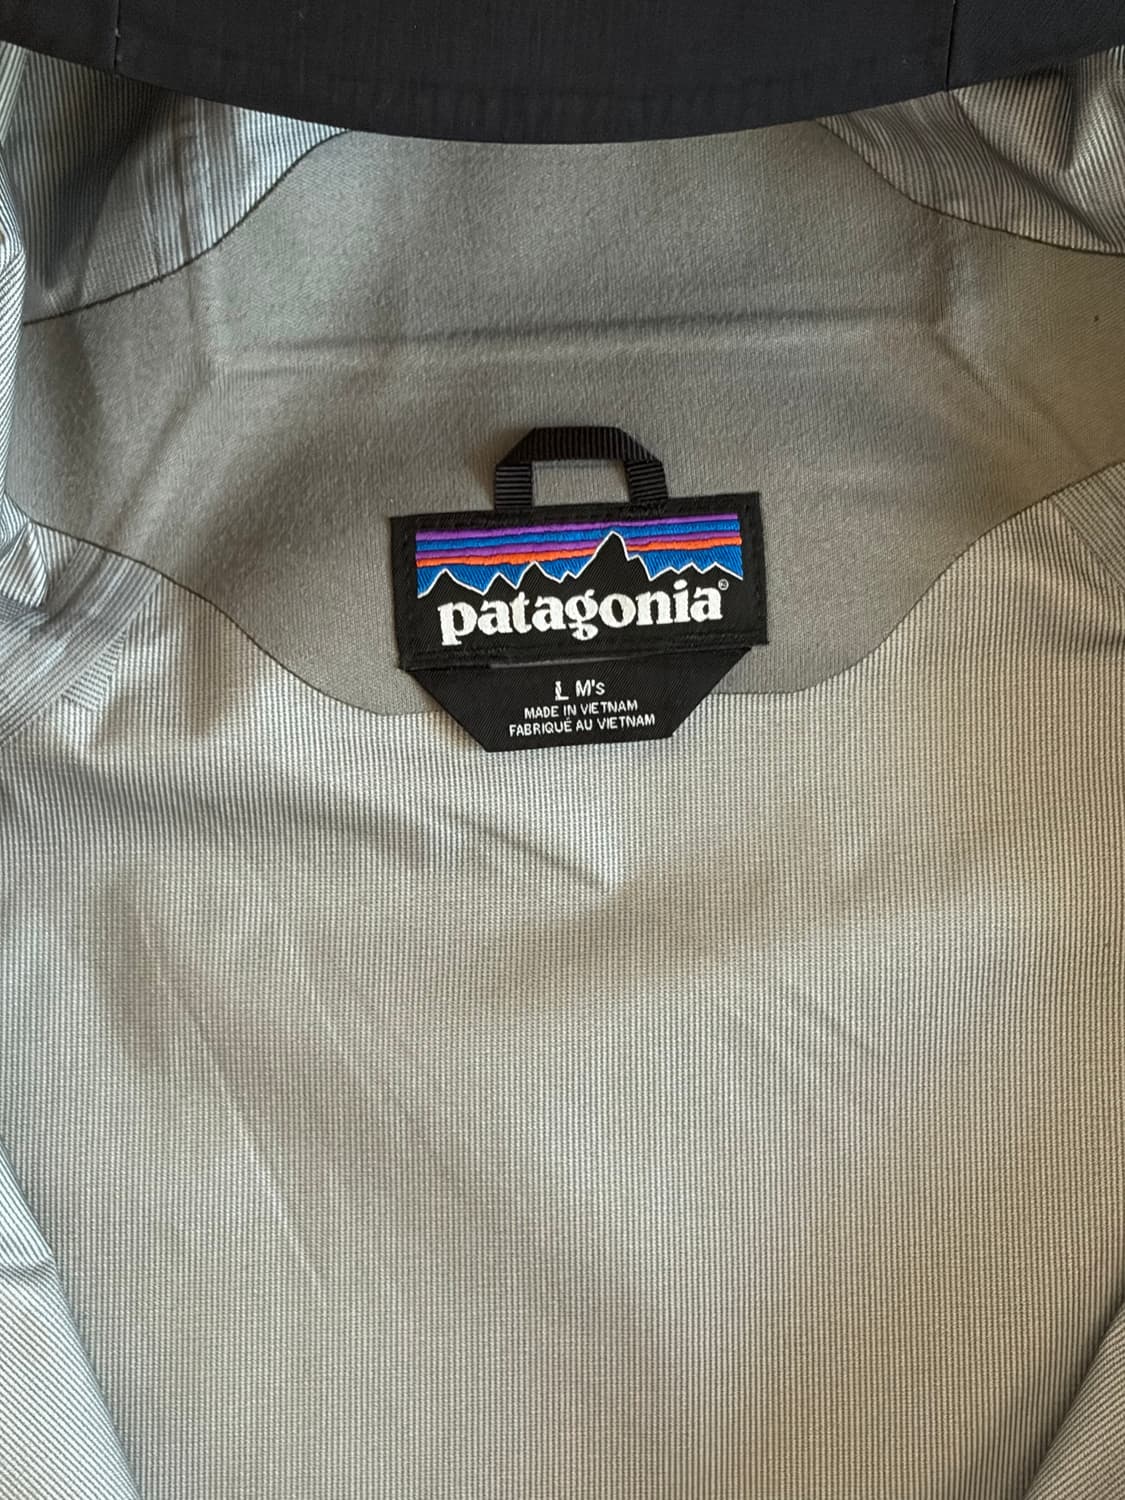 patagonia®
L M's
MADE IN VIETNAM
FABRIQUÉ AU VIETNAM